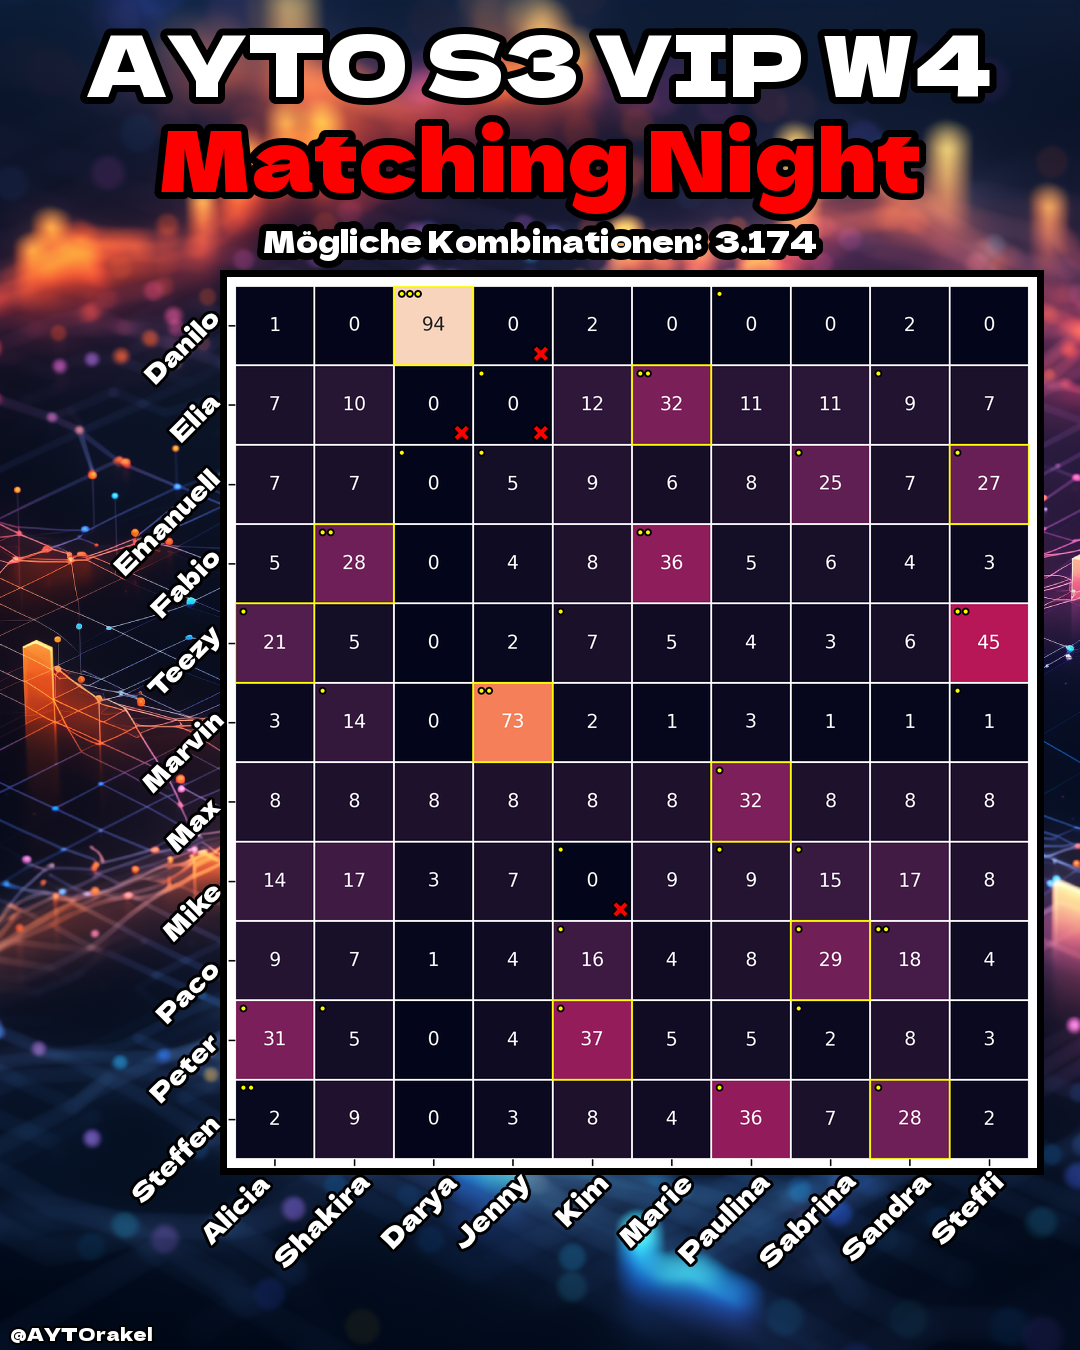 AYTO S3 VIP W4
Matching Night
Mögliche Kombinationen: 3.174
Danilo 1 0 94 0 2 0 0 0 2 0
Elia 7 10 0 0 12 32 11 11 9 7
Emanuell 7 7 0 5 9 6 8 25 7 27
Fabio 5 28 0 4 8 36 5 6 4 3
Teezy 21 5 0 2 7 5 4 3 6 45
Marvin 3 14 0 73 2 1 3 1 1 1
Max 8 8 8 8 8 8 32 8 8 8
Mike 14 17 3 7 0 9 9 15 17 8
Paco 9 7 1 4 16 4 8 29 18 4
Peter 31 5 0 4 37 5 5 2 8 3
Steffen 2 9 0 3 8 4 36 7 28 2
Alicia Shakira Darya Jenny Kim Marie Paulina Sabrina Sandra Steffi
@AYTOrakel